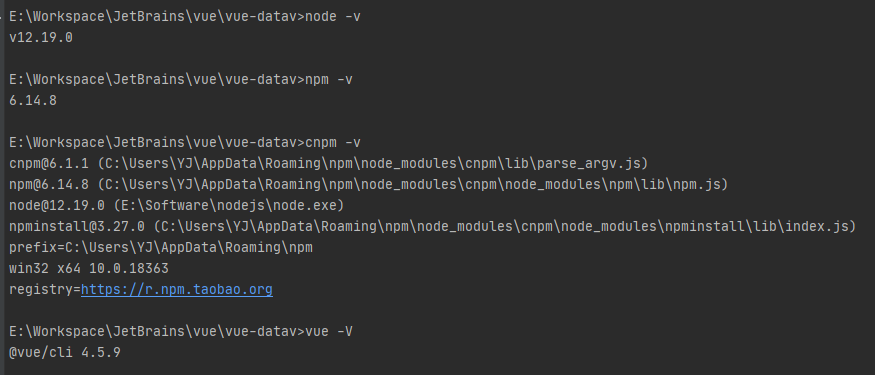 E:\Workspace\JetBrains\vue\vue-datav>node -v
v12.19.0
E:\Workspace\JetBrains\vue\vue-datav>npm -v
6.14.8
E:\Workspace\JetBrains\vue\vue-datav>cnpm -v
cnpm@6.1.1 (C:\Users\YJ\AppData\Roaming\npm\node_modules\cnpm\lib\parse_argv.js)
npm@6.14.8 (C:\Users\YJ\AppData\Roaming\npm\node_modules\cnpm\node_modules\npm\lib\npm.js)
node@12.19.0 (E:\Software\nodejs\node.exe)
npminstall@3.27.0 (C:\Users\YJ\AppData\Roaming\npm\node_modules\cnpm\node_modules\npminstall\lib\index.js)
prefix=C:\Users\YJ\AppData\Roaming\npm
win32 x64 10.0.18363
registry=https://r.npm.taobao.org
E:\Workspace\JetBrains\vue\vue-datav>vue -V
@vue/cli 4.5.9